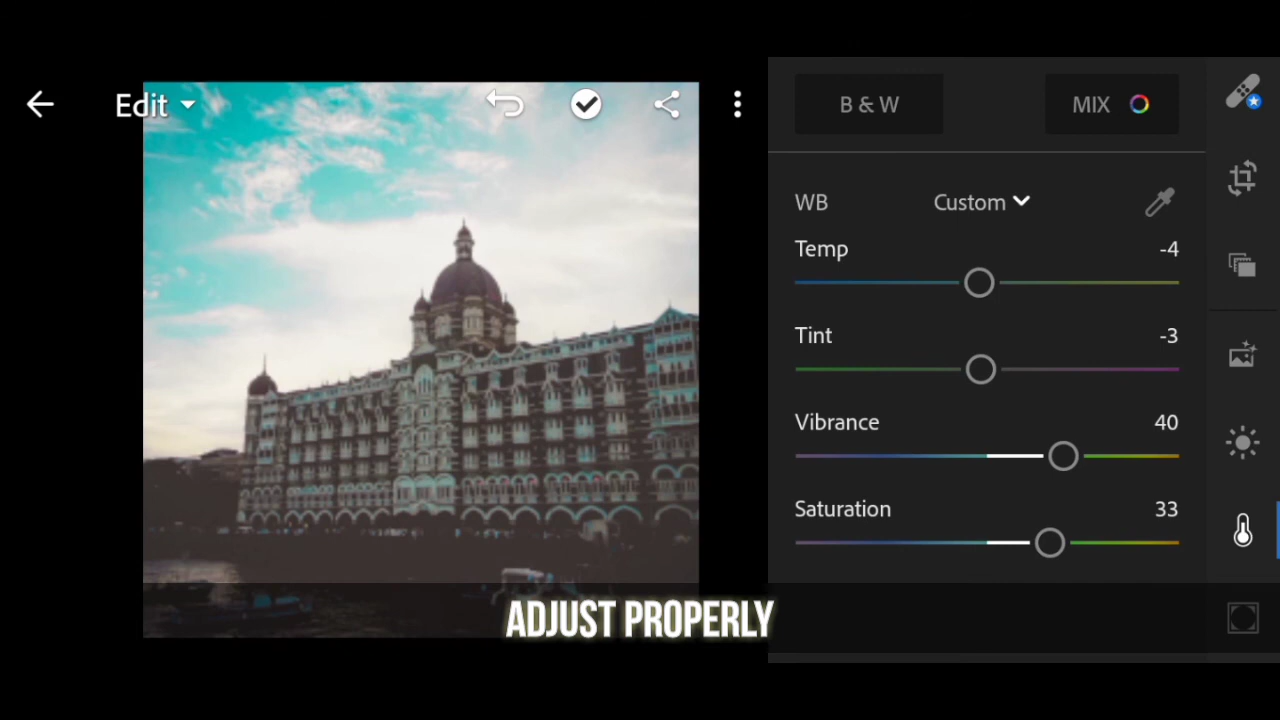 Edit
B & W
MIX
WB
Custom
Temp
-4
Tint
-3
Vibrance
40
Saturation
33
ADJUST PROPERLY